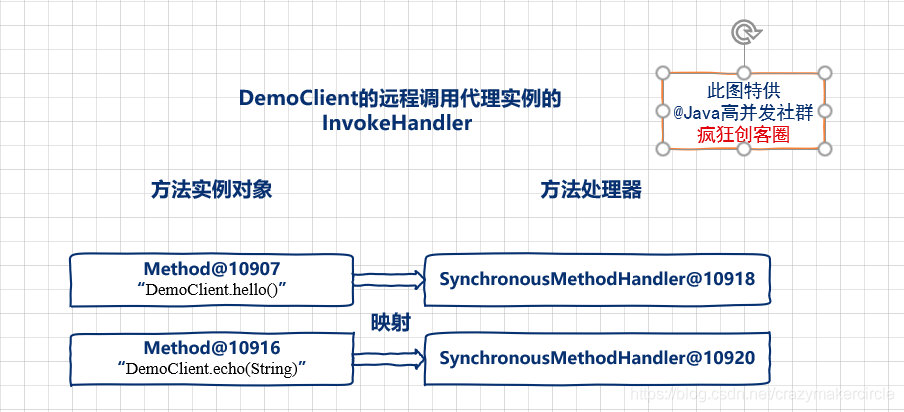 DemoClient的远程调用代理实例的
InvokeHandler
此图特供
@Java高并发社群
疯狂创客圈
方法实例对象
方法处理器
Method@10907
“DemoClient.hello()”
SynchronousMethodHandler@10918
映射
Method@10916
“DemoClient.echo(String)”
SynchronousMethodHandler@10920
https://blog.csdn.net/crazymakercircle